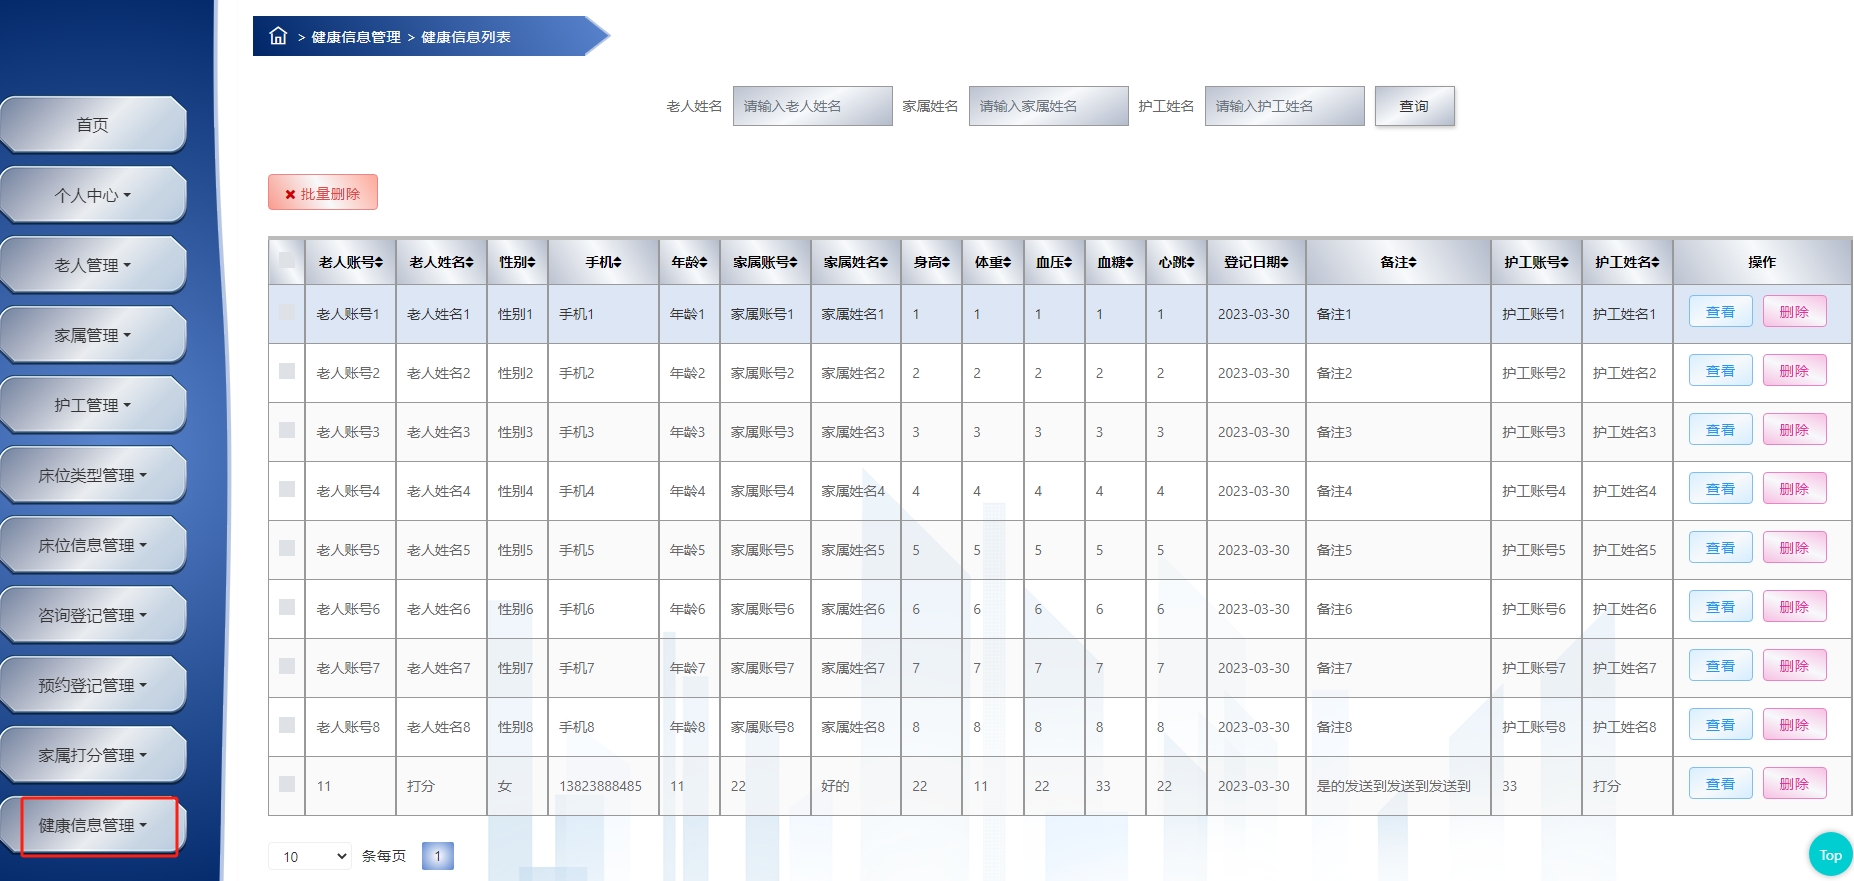 > 健康信息管理 > 健康信息列表
首页
个人中心
老人管理
家属管理
护工管理
床位类型管理
床位信息管理
咨询登记管理
预约登记管理
家属打分管理
健康信息管理
老人姓名 请输入老人姓名 家属姓名 请输入家属姓名 护工姓名 请输入护工姓名 查询
批量删除
老人账号 老人姓名 性别 手机 年龄 家属账号 家属姓名 身高 体重 血压 血糖 心跳 登记日期 备注 护工账号 护工姓名 操作
老人账号1 老人姓名1 性别1 手机1 年龄1 家属账号1 家属姓名1 1 1 1 1 1 2023-03-30 备注1 护工账号1 护工姓名1 查看 删除
老人账号2 老人姓名2 性别2 手机2 年龄2 家属账号2 家属姓名2 2 2 2 2 2 2023-03-30 备注2 护工账号2 护工姓名2 查看 删除
老人账号3 老人姓名3 性别3 手机3 年龄3 家属账号3 家属姓名3 3 3 3 3 3 2023-03-30 备注3 护工账号3 护工姓名3 查看 删除
老人账号4 老人姓名4 性别4 手机4 年龄4 家属账号4 家属姓名4 4 4 4 4 4 2023-03-30 备注4 护工账号4 护工姓名4 查看 删除
老人账号5 老人姓名5 性别5 手机5 年龄5 家属账号5 家属姓名5 5 5 5 5 5 2023-03-30 备注5 护工账号5 护工姓名5 查看 删除
老人账号6 老人姓名6 性别6 手机6 年龄6 家属账号6 家属姓名6 6 6 6 6 6 2023-03-30 备注6 护工账号6 护工姓名6 查看 删除
老人账号7 老人姓名7 性别7 手机7 年龄7 家属账号7 家属姓名7 7 7 7 7 7 2023-03-30 备注7 护工账号7 护工姓名7 查看 删除
老人账号8 老人姓名8 性别8 手机8 年龄8 家属账号8 家属姓名8 8 8 8 8 8 2023-03-30 备注8 护工账号8 护工姓名8 查看 删除
11 打分 女 13823888485 11 22 好的 22 11 22 33 22 2023-03-30 是的发送到发送到发送到 33 打分 查看 删除
10 条每页 1
Top